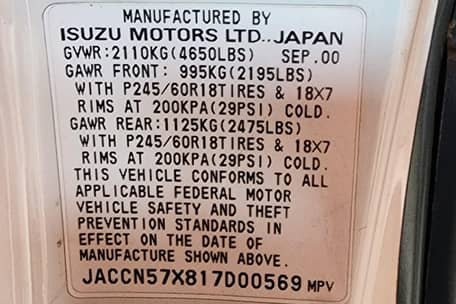 MANUFACTURED BY
ISUZU MOTORS LTD., JAPAN
GVWR:2110KG(4650LBS) SEP.00
GAWR FRONT: 995KG(2195LBS)
WITH P245/60R18TIRES & 18X7
RIMS AT 200KPA(29PSI) COLD.
GAWR REAR:1125KG(2475LBS)
WITH P245/60R18TIRES & 18X7
RIMS AT 200KPA(29PSI) COLD.
THIS VEHICLE CONFORMS TO ALL
APPLICABLE FEDERAL MOTOR
VEHICLE SAFETY AND THEFT
PREVENTION STANDARDS IN
EFFECT ON THE DATE OF
MANUFACTURE SHOWN ABOVE.
JACCN57X817D00569 MPV